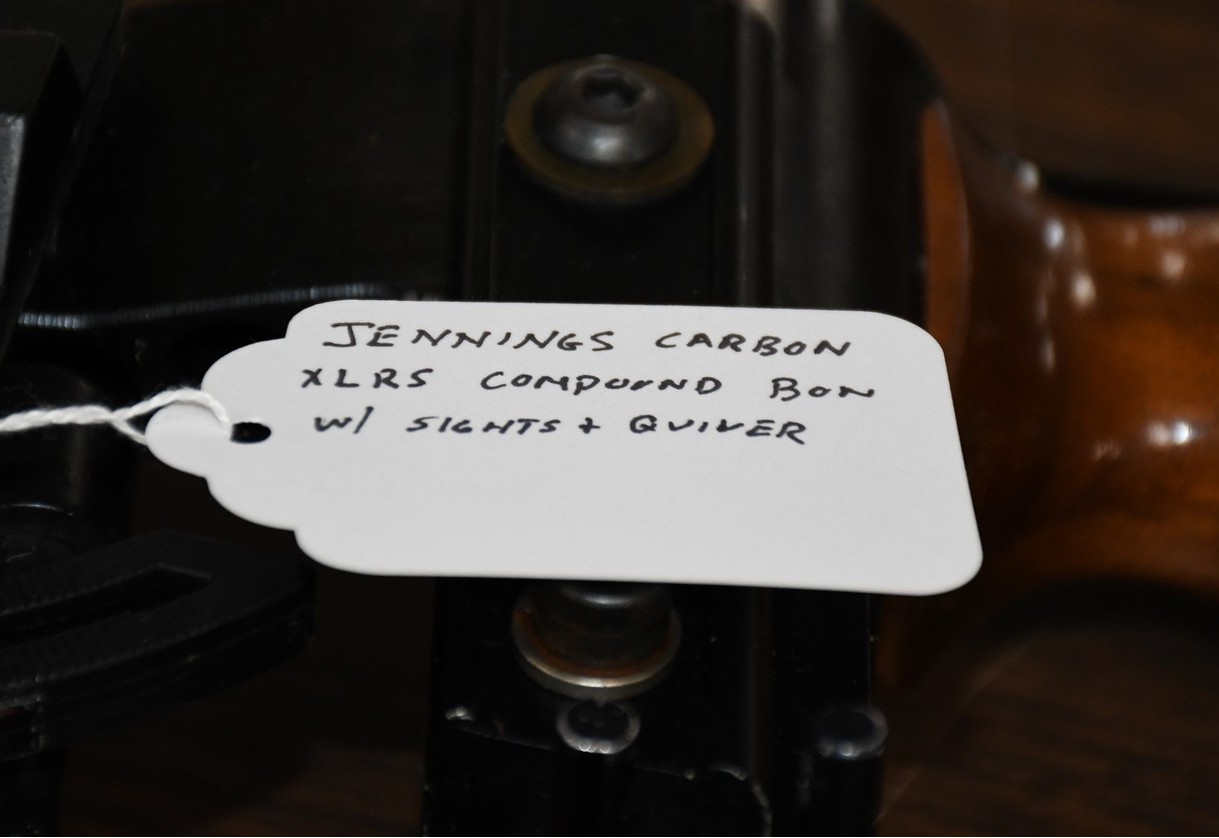 JENNINGS CARBON
XLRS COMPOUND BOW
W/ SIGHTS + QUIVER